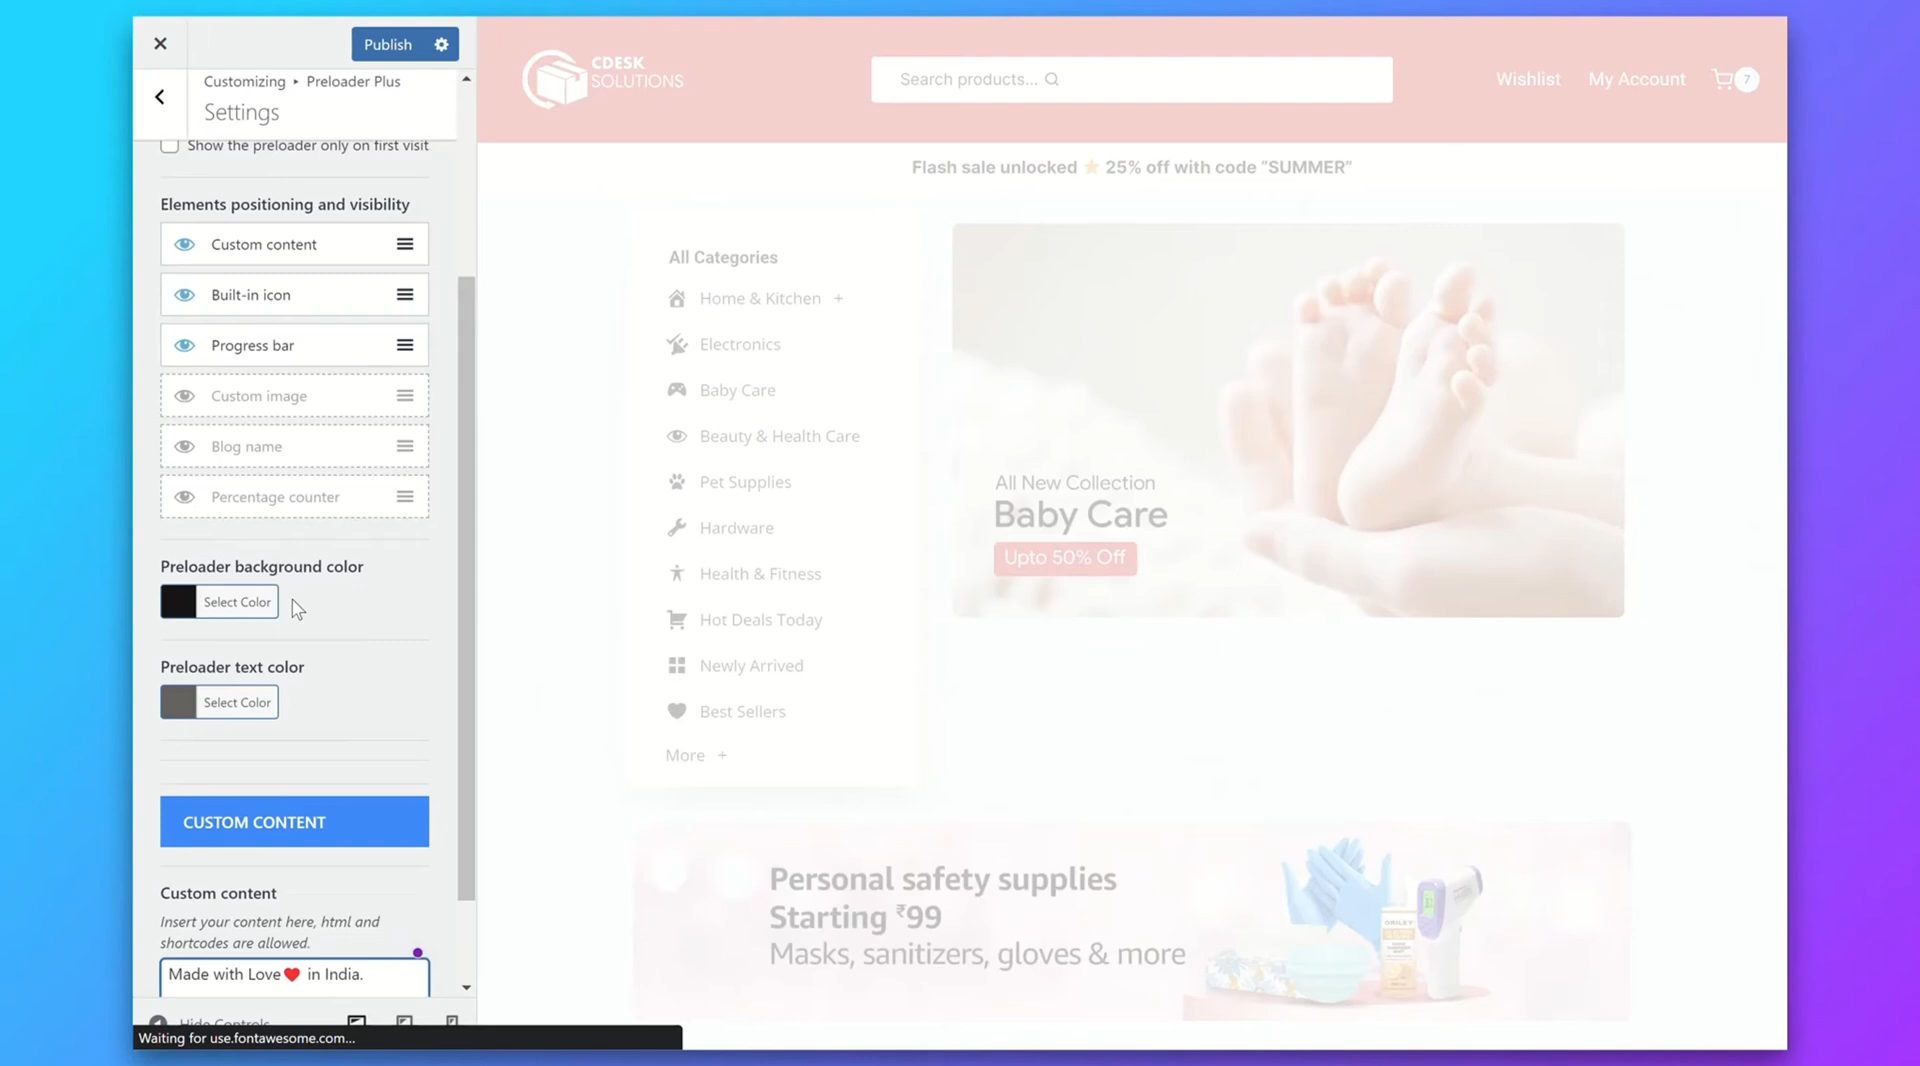 Publish
Customizing ▸ Preloader Plus
Settings
Show the preloader only on first visit
Elements positioning and visibility
Custom content
Built-in icon
Progress bar
Custom image
Blog name
Percentage counter
Preloader background color
Select Color
Preloader text color
Select Color
CUSTOM CONTENT
Custom content
Insert your content here, html and
shortcodes are allowed.
Made with Love❤️ in India.
Hide Controls
Waiting for use.fontawesome.com...
CDESK
SOLUTIONS
Search products...
Wishlist
My Account
7
Flash sale unlocked ⭐ 25% off with code “SUMMER”
All Categories
Home & Kitchen +
Electronics
Baby Care
Beauty & Health Care
Pet Supplies
Hardware
Health & Fitness
Hot Deals Today
Newly Arrived
Best Sellers
More +
All New Collection
Baby Care
Upto 50% Off
Personal safety supplies
Starting ₹99
Masks, sanitizers, gloves & more